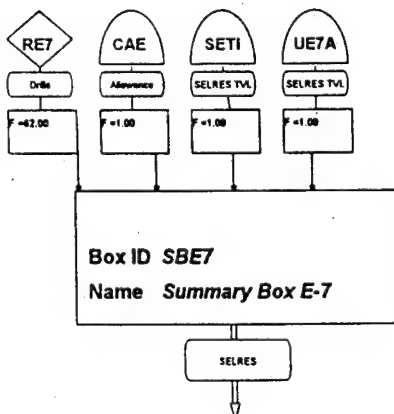 RE7 CAE SETI UE7A
Drills Allowance SELRES TVL SELRES TVL
F =62.00 F =1.00 F =1.00 F =1.00
Box ID SBE7
Name Summary Box E-7
SELRES